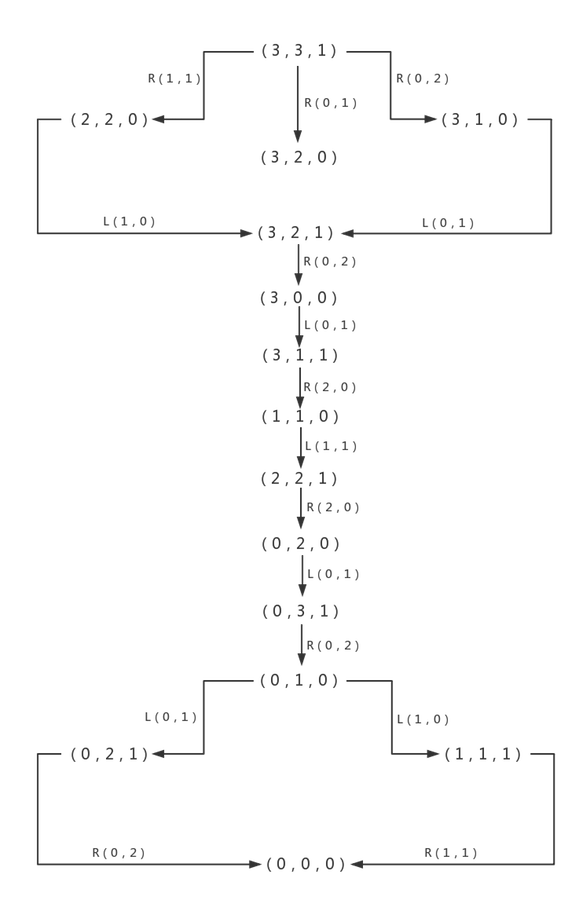 (3,3,1)
R(1,1)
R(0,2)
R(0,1)
(2,2,0)
(3,1,0)
(3,2,0)
L(1,0)
L(0,1)
(3,2,1)
R(0,2)
(3,0,0)
L(0,1)
(3,1,1)
R(2,0)
(1,1,0)
L(1,1)
(2,2,1)
R(2,0)
(0,2,0)
L(0,1)
(0,3,1)
R(0,2)
(0,1,0)
L(0,1)
L(1,0)
(0,2,1)
(1,1,1)
R(0,2)
R(1,1)
(0,0,0)